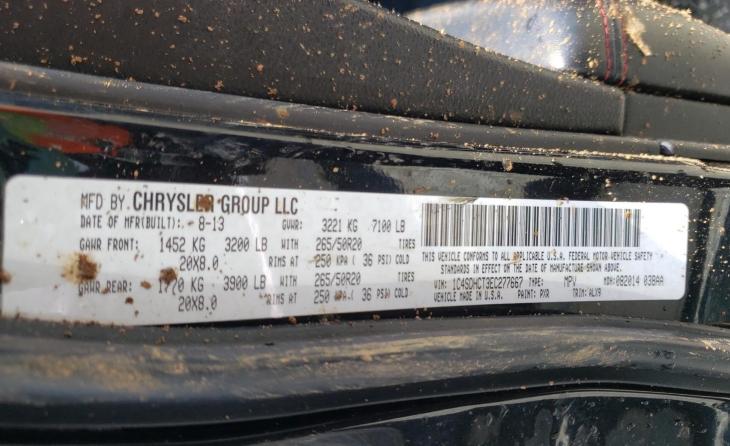 MFD BY CHRYSLER GROUP LLC
DATE OF MFR(BUILT): 8-13 GVWR: 3221 KG 7100 LB
GAWR FRONT: 1452 KG 3200 LB WITH 265/50R20 TIRES
20X8.0 RIMS AT 250 KPA ( 36 PSI) COLD
GAWR REAR: 1770 KG 3900 LB WITH 265/50R20 TIRES
20X8.0 RIMS AT 250 KPA ( 36 PSI) COLD
THIS VEHICLE CONFORMS TO ALL APPLICABLE U.S.A. FEDERAL MOTOR VEHICLE SAFETY
STANDARDS IN EFFECT ON THE DATE OF MANUFACTURE SHOWN ABOVE.
VIN: 1C4SDHCT3EC277667 TYPE: MPV MDH: 082014 03BAA
VEHICLE MADE IN U.S.A. PAINT: PXR TRIM: ALX9